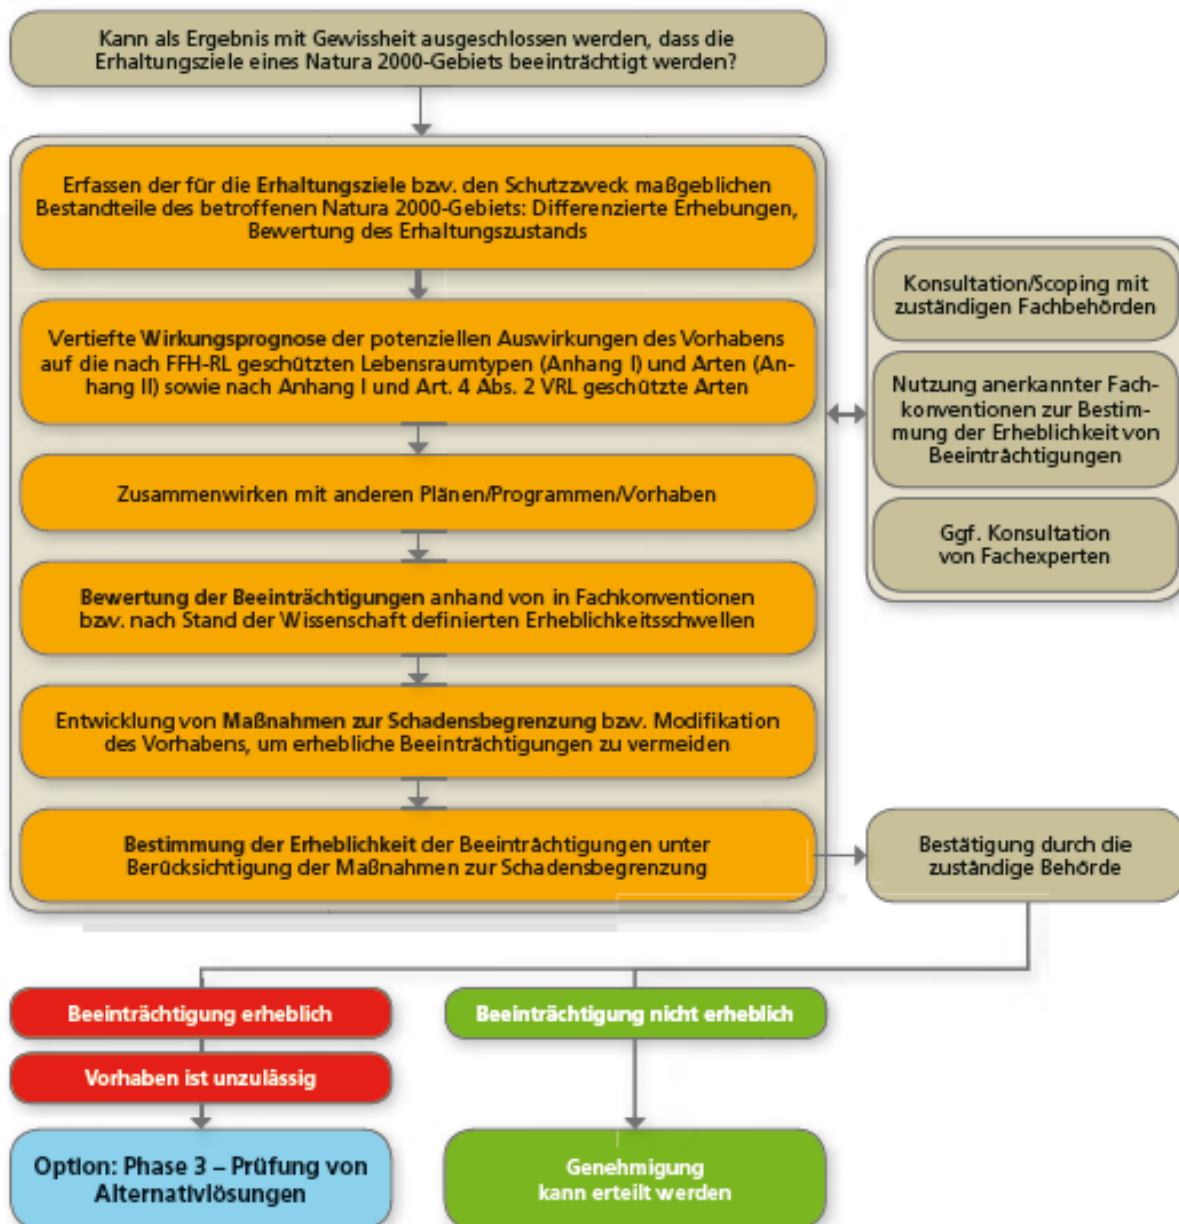 Kann als Ergebnis mit Gewissheit ausgeschlossen werden, dass die
Erhaltungsziele eines Natura 2000-Gebiets beeinträchtigt werden?
Erfassen der für die Erhaltungsziele bzw. den Schutzzweck maßgeblichen
Bestandteile des betroffenen Natura 2000-Gebiets: Differenzierte Erhebungen,
Bewertung des Erhaltungszustands
Vertiefte Wirkungsprognose der potenziellen Auswirkungen des Vorhabens
auf die nach FFH-RL geschützten Lebensraumtypen (Anhang I) und Arten (An-
hang II) sowie nach Anhang I und Art. 4 Abs. 2 VRL geschützte Arten
Zusammenwirken mit anderen Plänen/Programmen/Vorhaben
Bewertung der Beeinträchtigungen anhand von in Fachkonventionen
bzw. nach Stand der Wissenschaft definierten Erheblichkeitsschwellen
Entwicklung von Maßnahmen zur Schadensbegrenzung bzw. Modifikation
des Vorhabens, um erhebliche Beeinträchtigungen zu vermeiden
Bestimmung der Erheblichkeit der Beeinträchtigungen unter
Berücksichtigung der Maßnahmen zur Schadensbegrenzung
Konsultation/Scoping mit
zuständigen Fachbehörden
Nutzung anerkannter Fach-
konventionen zur Bestim-
mung der Erheblichkeit von
Beeinträchtigungen
Ggf. Konsultation
von Fachexperten
Bestätigung durch die
zuständige Behörde
Beeinträchtigung erheblich
Vorhaben ist unzulässig
Option: Phase 3 – Prüfung von
Alternativlösungen
Beeinträchtigung nicht erheblich
Genehmigung
kann erteilt werden